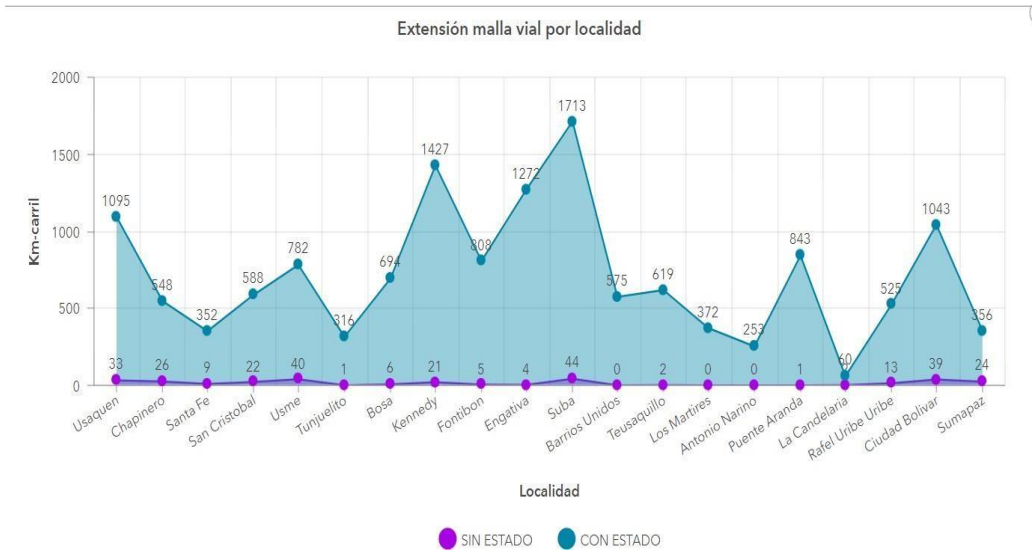 Extensión malla vial por localidad
Km-carril
2000
1500
1000
500
0
1095
548
352
588
782
316
694
1427
808
1272
1713
575
619
372
253
843
60
525
1043
356
33
26
9
22
40
1
6
21
5
4
44
0
2
0
0
1
13
39
24
Usaquen
Chapinero
Santa Fe
San Cristobal
Usme
Tunjuelito
Bosa
Kennedy
Fontibon
Engativa
Suba
Barrios Unidos
Teusaquillo
Los Martires
Antonio Narino
Puente Aranda
La Candelaria
Rafel Uribe Uribe
Ciudad Bolivar
Sumapaz
Localidad
SIN ESTADO
CON ESTADO